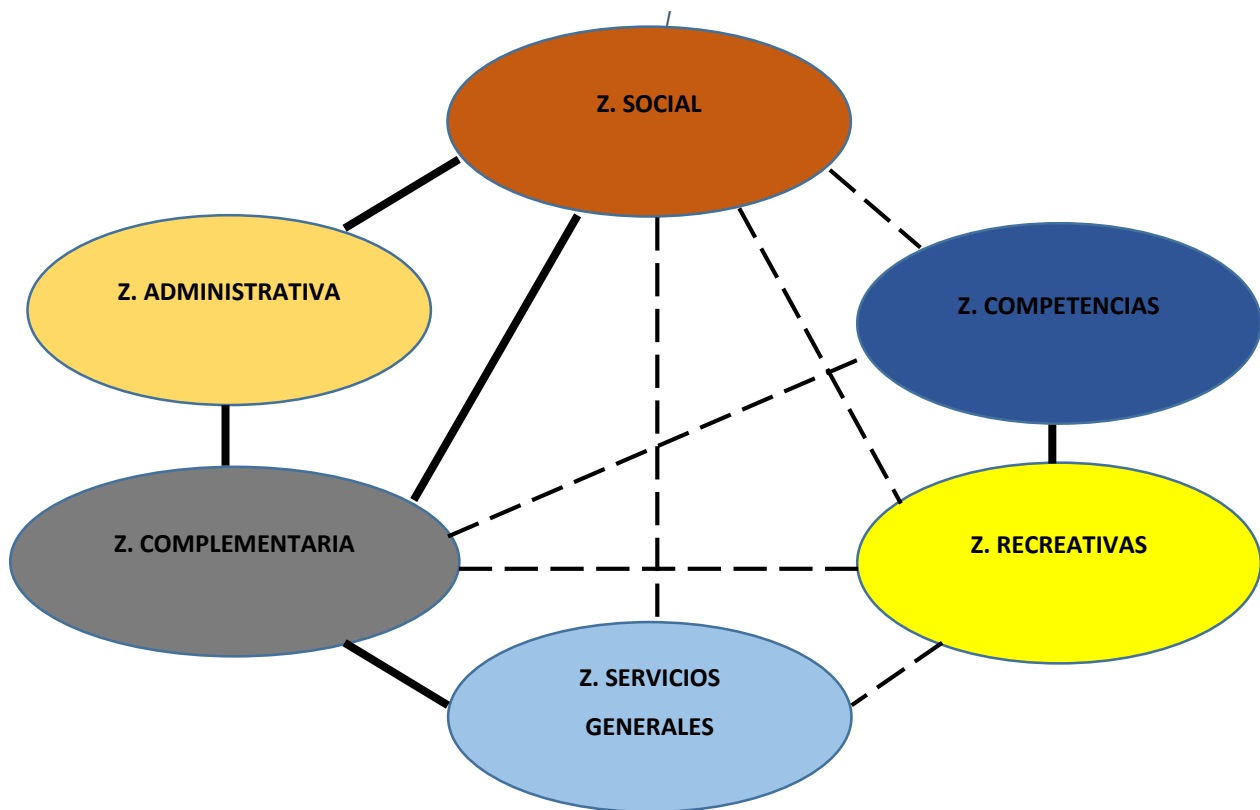 Z. SOCIAL
Z. ADMINISTRATIVA
Z. COMPETENCIAS
Z. COMPLEMENTARIA
Z. RECREATIVAS
Z. SERVICIOS
GENERALES